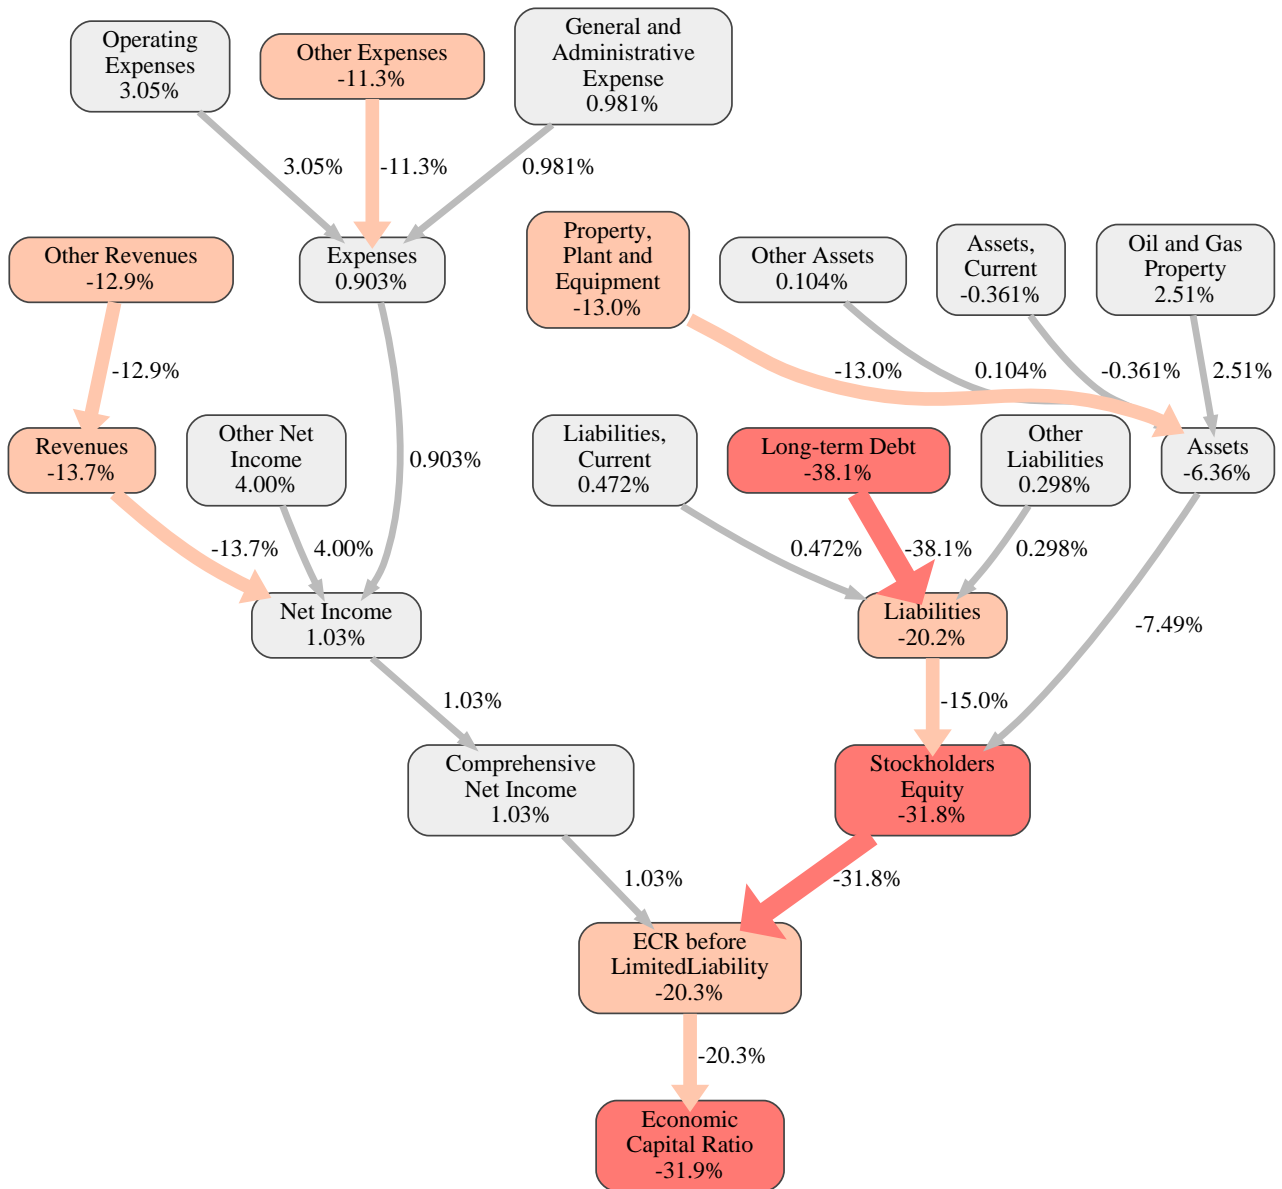 Operating
Expenses
3.05%
Other Expenses
-11.3%
General and
Administrative
Expense
0.981%
3.05%
-11.3%
0.981%
Other Revenues
-12.9%
Expenses
0.903%
Property,
Plant and
Equipment
-13.0%
Other Assets
0.104%
Assets,
Current
-0.361%
Oil and Gas
Property
2.51%
-12.9%
-13.0%
0.104%
-0.361%
2.51%
Revenues
-13.7%
Other Net
Income
4.00%
0.903%
Liabilities,
Current
0.472%
Long-term Debt
-38.1%
Other
Liabilities
0.298%
Assets
-6.36%
-13.7%
4.00%
0.472%
-38.1%
0.298%
Net Income
1.03%
Liabilities
-20.2%
-7.49%
1.03%
-15.0%
Comprehensive
Net Income
1.03%
Stockholders
Equity
-31.8%
1.03%
-31.8%
ECR before
LimitedLiability
-20.3%
-20.3%
Economic
Capital Ratio
-31.9%